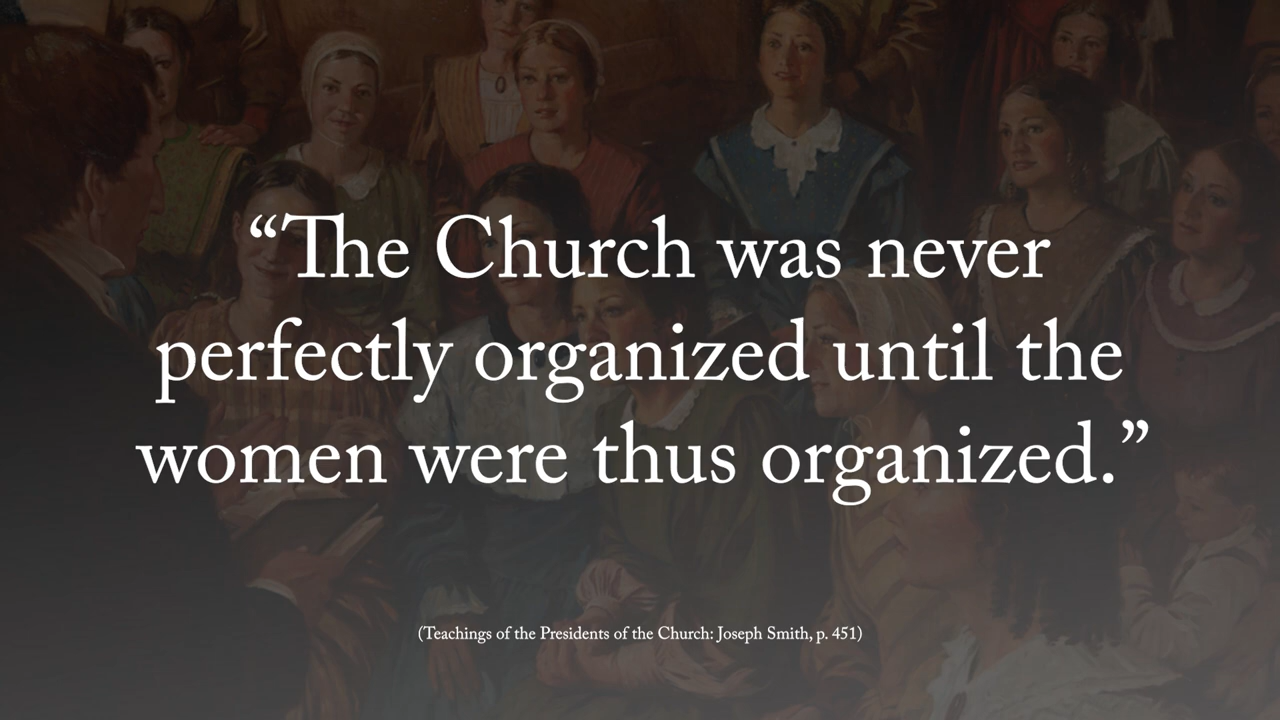 “The Church was never
perfectly organized until the
women were thus organized.”
(Teachings of the Presidents of the Church: Joseph Smith, p. 451)